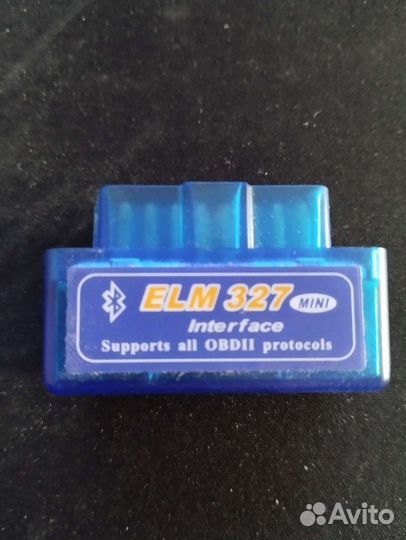 ELM 327 MINI
Interface
Supports all OBDII protocols
Avito